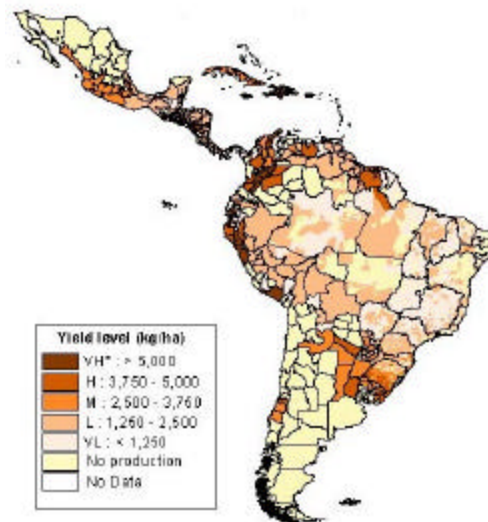 Yield level (kg/ha)
VH* : > 5,000
H : 3,750 - 5,000
M : 2,500 - 3,750
L : 1,250 - 2,500
VL : < 1,250
No production
No Data